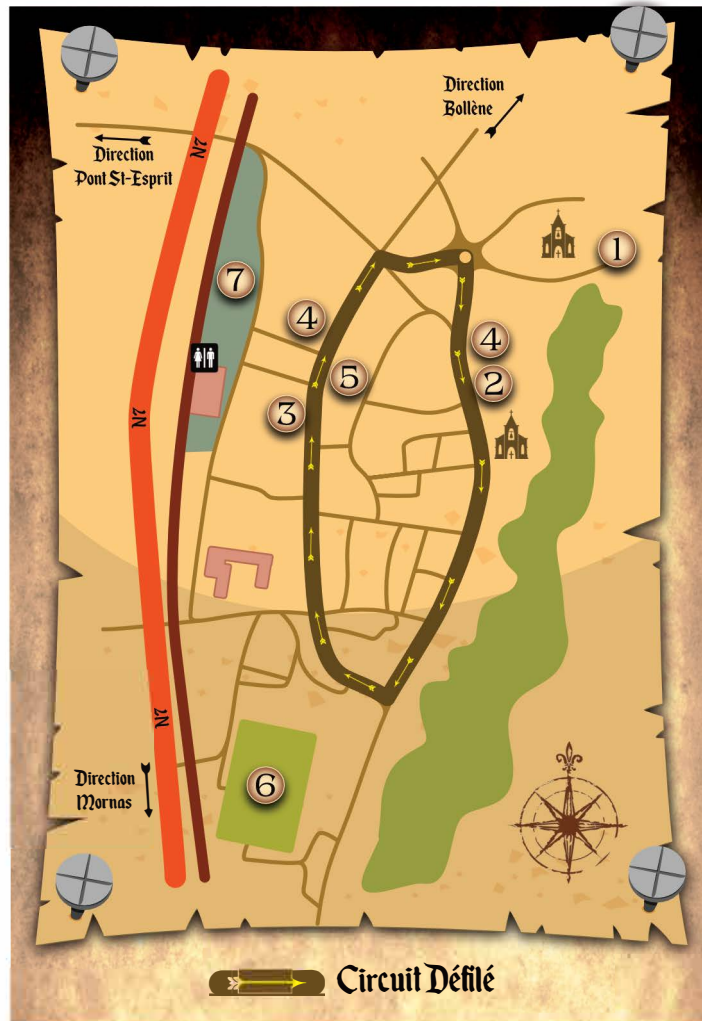 Direction
Bollène
N7
Direction
Pont St-Esprit
1
7
4
4
5
2
3
N7
N7
Direction
Mornas
6
Circuit Défilé